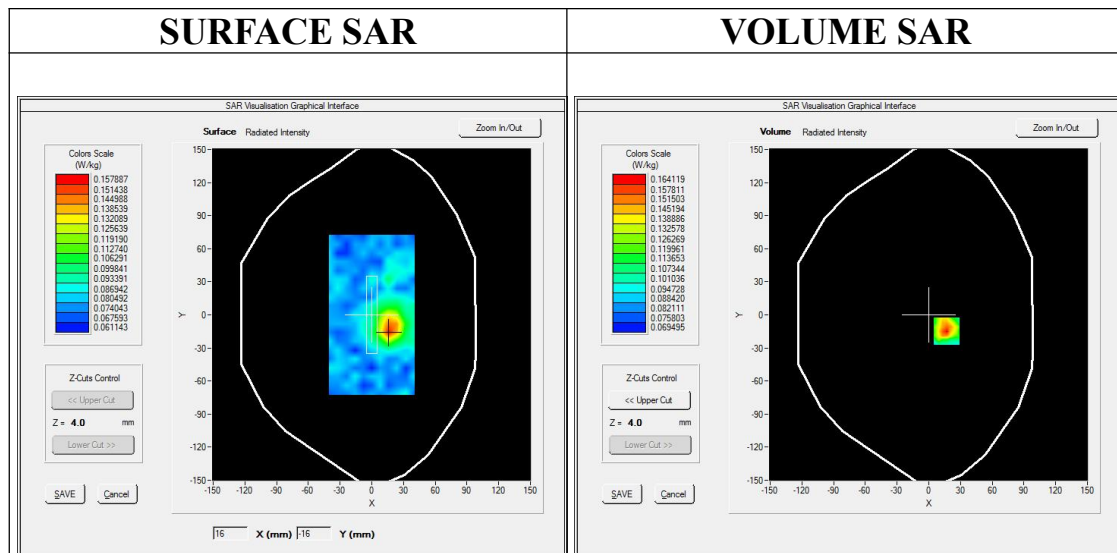 SURFACE SAR
VOLUME SAR
SAR Visualisation Graphical Interface
Surface Radiated Intensity
Zoom In/Out
Colors Scale
(W/kg)
0.157887
0.151438
0.144988
0.138539
0.132089
0.125639
0.119190
0.112740
0.106291
0.099841
0.093391
0.086942
0.080492
0.074043
0.067593
0.061143
Z-Cuts Control
<< Upper Cut
Z = 4.0 mm
Lower Cut >>
SAVE Cancel
150
120
90
60
30
0
-30
-60
-90
-120
-150
Y
-150 -120 -90 -60 -30 0 30 60 90 120 150
X
16 X (mm) -16 Y (mm)
SAR Visualisation Graphical Interface
Volume Radiated Intensity
Zoom In/Out
Colors Scale
(W/kg)
0.164119
0.157811
0.151503
0.145194
0.138886
0.132578
0.126269
0.119961
0.113653
0.107344
0.101036
0.094728
0.088420
0.082111
0.075803
0.069495
Z-Cuts Control
<< Upper Cut
Z = 4.0 mm
Lower Cut >>
SAVE Cancel
150
120
90
60
30
0
-30
-60
-90
-120
-150
Y
-150 -120 -90 -60 -30 0 30 60 90 120 150
X